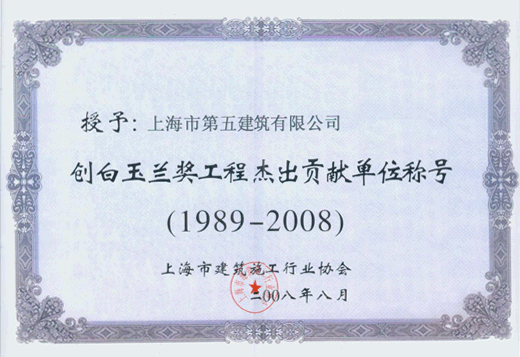 授予：上海市第五建筑有限公司
创白玉兰奖工程杰出贡献单位称号
(1989-2008)
上海市建筑施工行业协会
二00八年八月